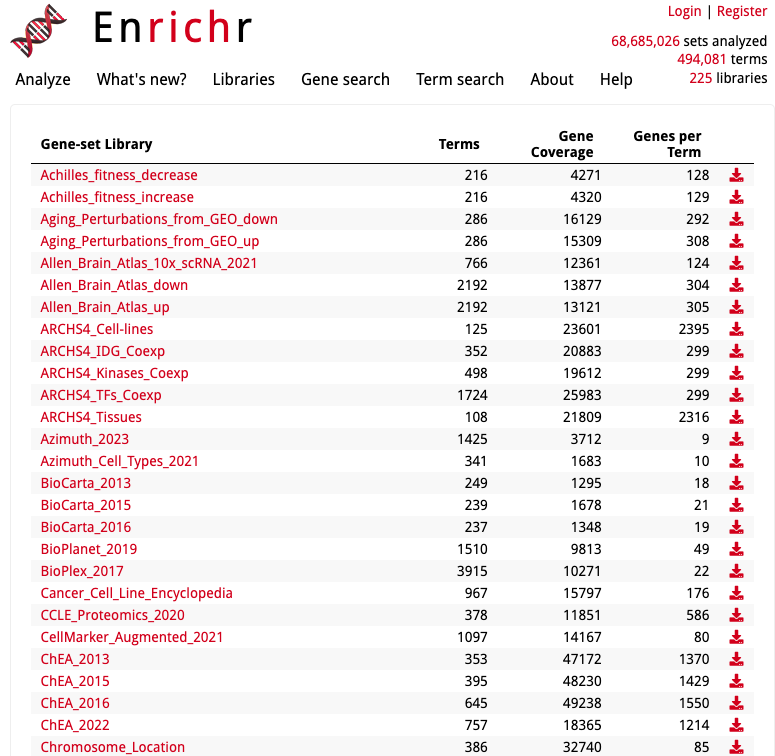 Enrichr
Login | Register
68,685,026 sets analyzed
494,081 terms
225 libraries
Analyze What's new? Libraries Gene search Term search About Help
Gene-set Library Terms Gene Coverage Genes per Term
Achilles_fitness_decrease 216 4271 128
Achilles_fitness_increase 216 4320 129
Aging_Perturbations_from_GEO_down 286 16129 292
Aging_Perturbations_from_GEO_up 286 15309 308
Allen_Brain_Atlas_10x_scRNA_2021 766 12361 124
Allen_Brain_Atlas_down 2192 13877 304
Allen_Brain_Atlas_up 2192 13121 305
ARCHS4_Cell-lines 125 23601 2395
ARCHS4_IDG_Coexp 352 20883 299
ARCHS4_Kinases_Coexp 498 19612 299
ARCHS4_TFs_Coexp 1724 25983 299
ARCHS4_Tissues 108 21809 2316
Azimuth_2023 1425 3712 9
Azimuth_Cell_Types_2021 341 1683 10
BioCarta_2013 249 1295 18
BioCarta_2015 239 1678 21
BioCarta_2016 237 1348 19
BioPlanet_2019 1510 9813 49
BioPlex_2017 3915 10271 22
Cancer_Cell_Line_Encyclopedia 967 15797 176
CCLE_Proteomics_2020 378 11851 586
CellMarker_Augmented_2021 1097 14167 80
ChEA_2013 353 47172 1370
ChEA_2015 395 48230 1429
ChEA_2016 645 49238 1550
ChEA_2022 757 18365 1214
Chromosome_Location 386 32740 85